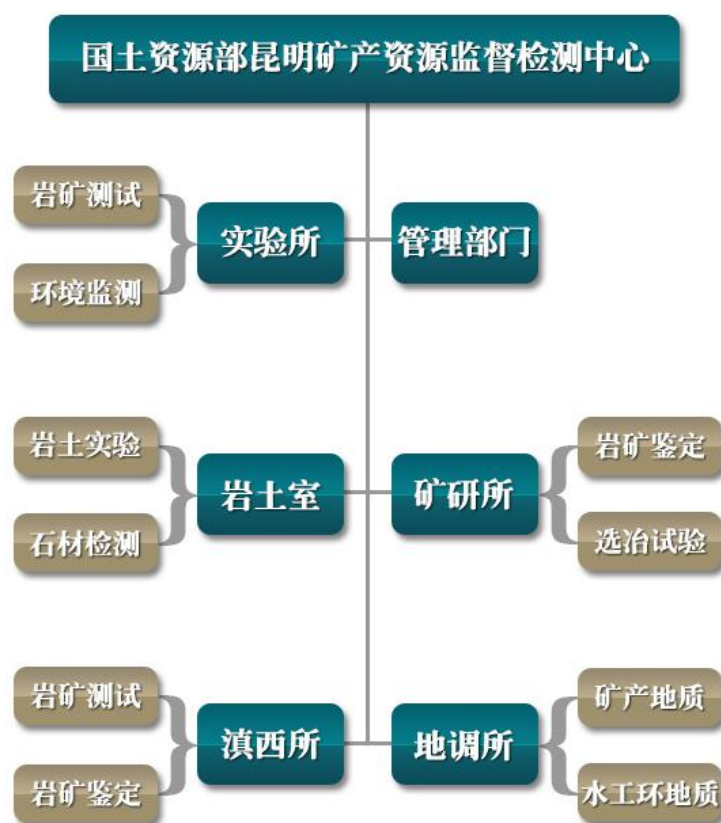 国土资源部昆明矿产资源监督检测中心
岩矿测试
环境监测
实验所
管理部门
岩土实验
石材检测
岩土室
矿研所
岩矿鉴定
选冶试验
岩矿测试
岩矿鉴定
滇西所
地调所
矿产地质
水工环地质